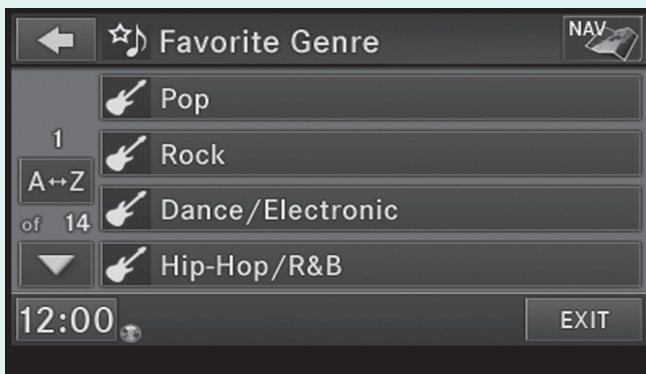 Favorite Genre
NAV
Pop
1
Rock
A↔Z
Dance/Electronic
of 14
Hip-Hop/R&B
12:00
EXIT